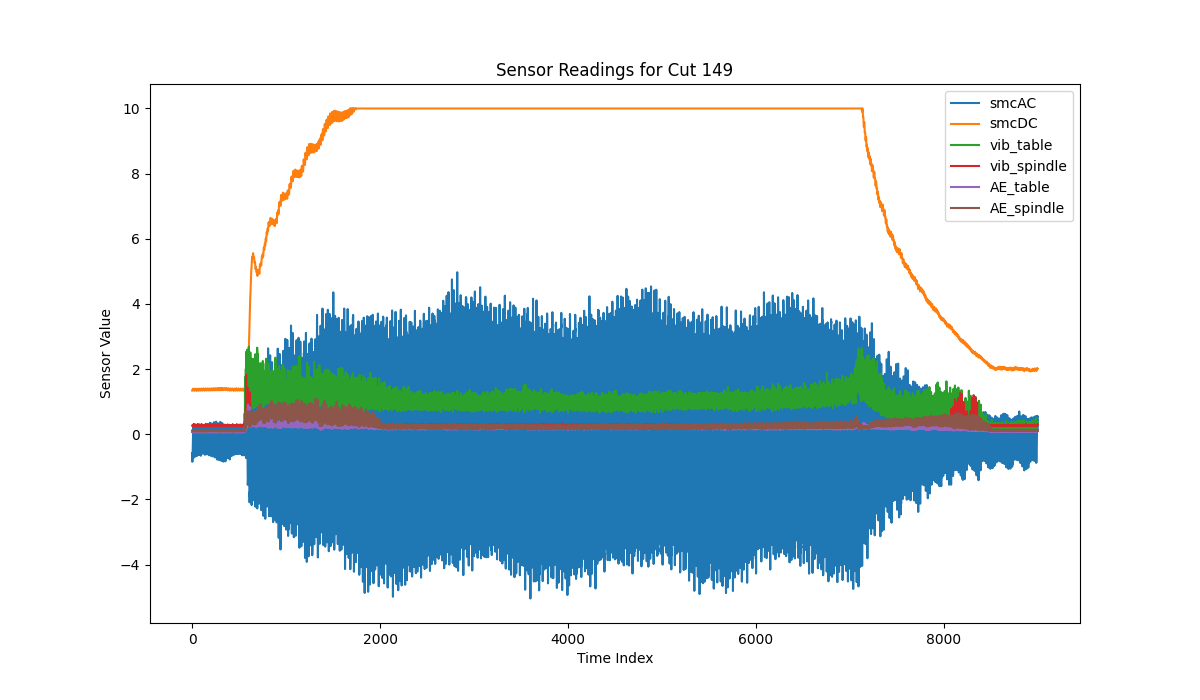 Sensor Readings for Cut 149
smcAC
smcDC
vib_table
vib_spindle
AE_table
AE_spindle
Sensor Value
10
8
6
4
2
0
−2
−4
0 2000 4000 6000 8000
Time Index